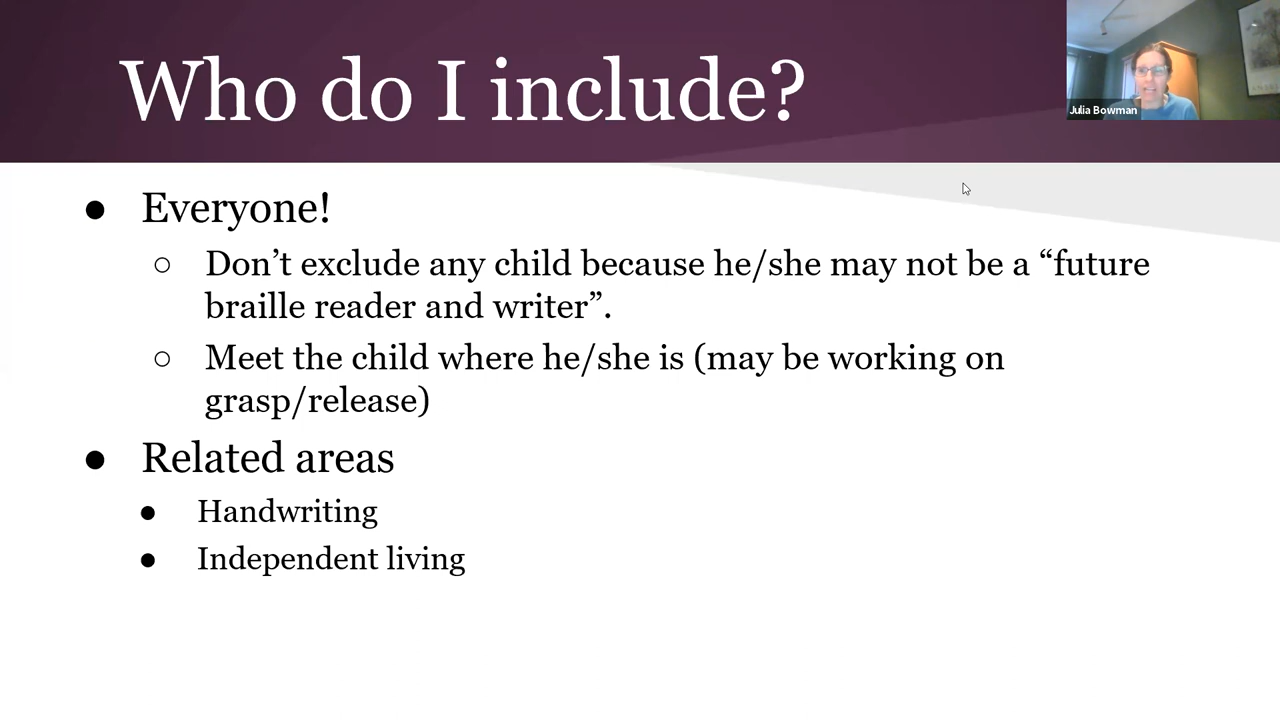 Who do I include?
Julia Bowman
● Everyone!
○ Don’t exclude any child because he/she may not be a “future
braille reader and writer”.
○ Meet the child where he/she is (may be working on
grasp/release)
● Related areas
● Handwriting
● Independent living